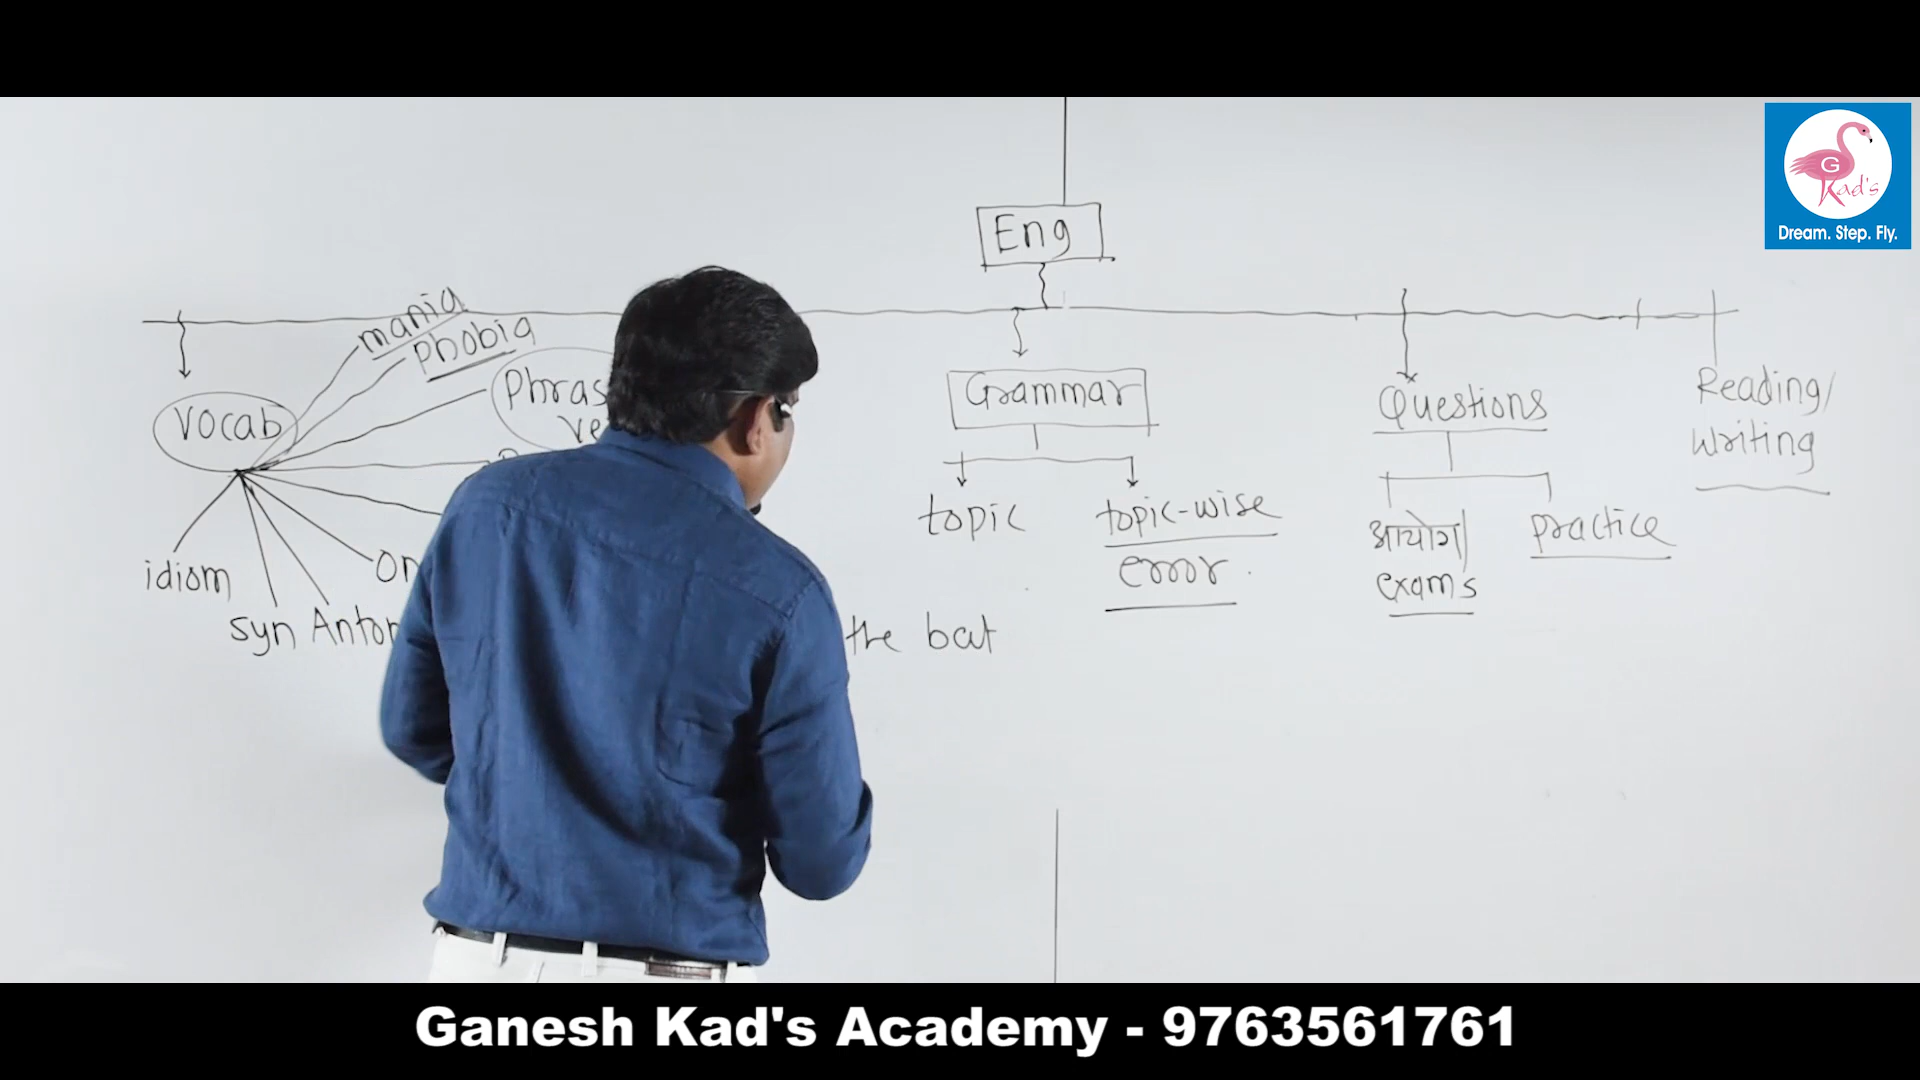 G
Kad's
Dream. Step. Fly.
Eng
mania
phobia
Phras
ve
vocab
Grammar
Questions
Reading/
writing
topic
topic-wise
error
आयोग/
exams
practice
idiom
on
syn Anton
the bat
Ganesh Kad's Academy - 9763561761